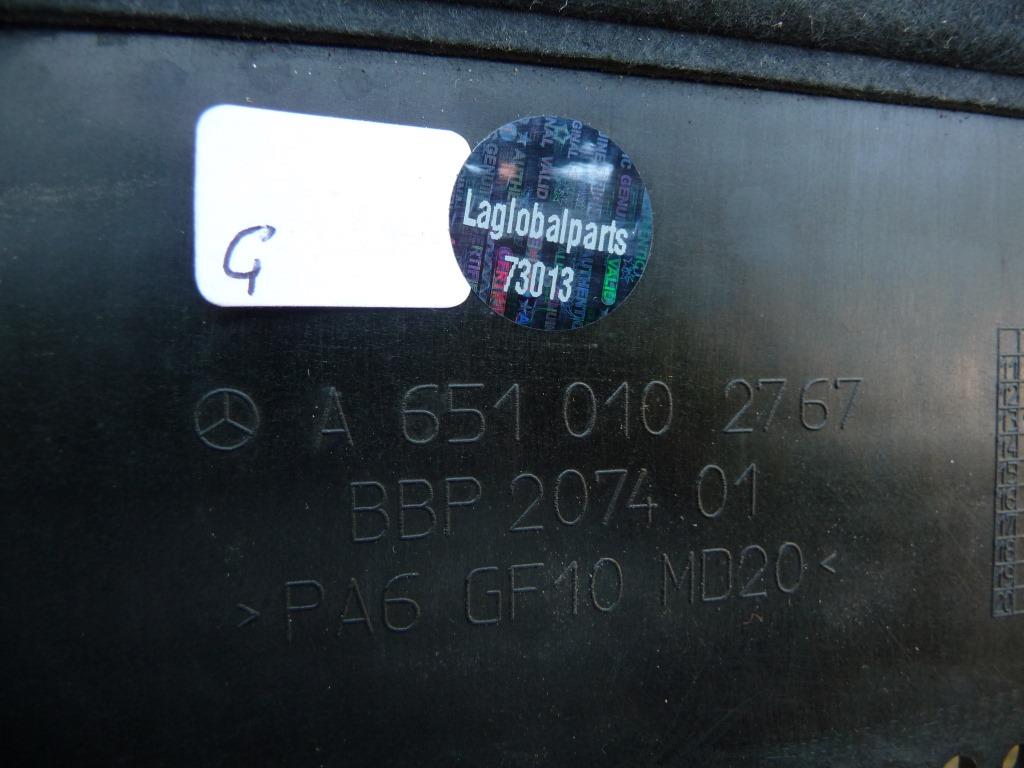 G
Laglobalparts
73013
A 651 010 2767
BBP 2074 01
>PA6 GF10 MD20<